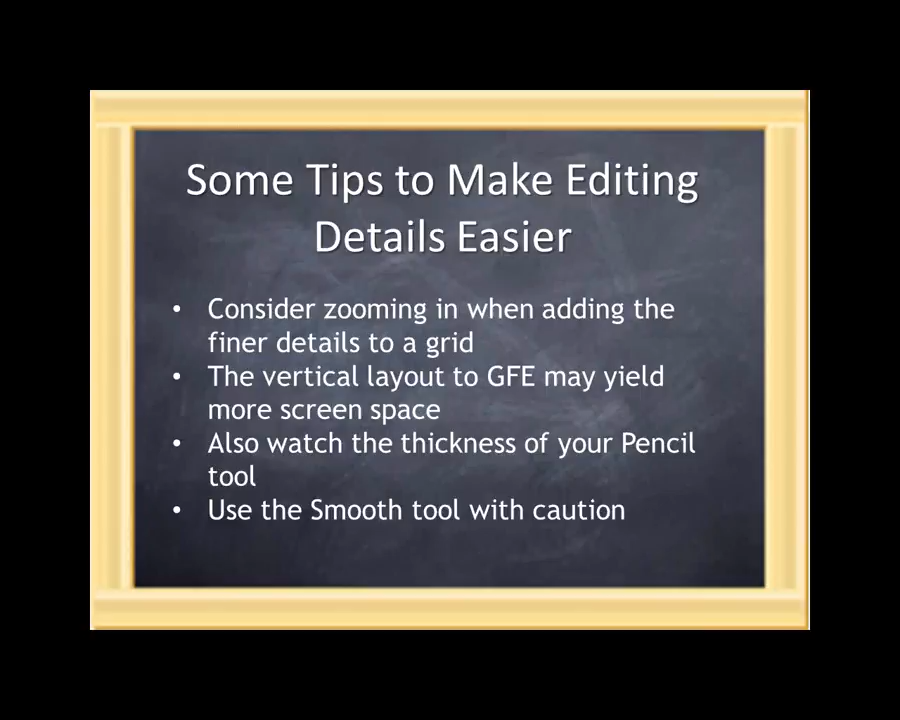 Some Tips to Make Editing
Details Easier
• Consider zooming in when adding the
finer details to a grid
• The vertical layout to GFE may yield
more screen space
• Also watch the thickness of your Pencil
tool
• Use the Smooth tool with caution